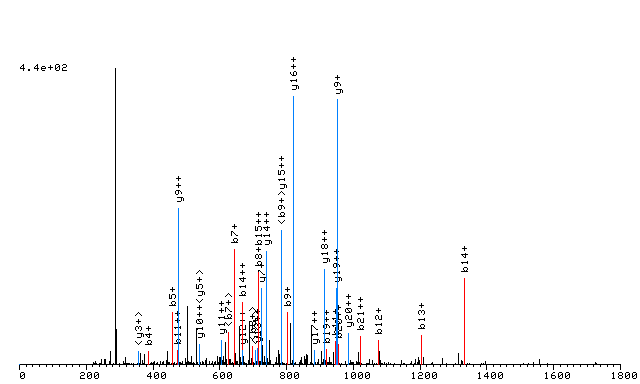 4.4e+02
y16++
y9+
y9++
<b9+>y15++
b7+
b8+b15++
y14++
y18++
y19++
b14++
b14+
b5+
b9+
y20++
b21++
b13+
b12+
y17++
b19++
y11++
<b7+>
y10++<y5+>
b11++
b4+
<y3+>
0
200
400
600
800
1000
1200
1400
1600
1800